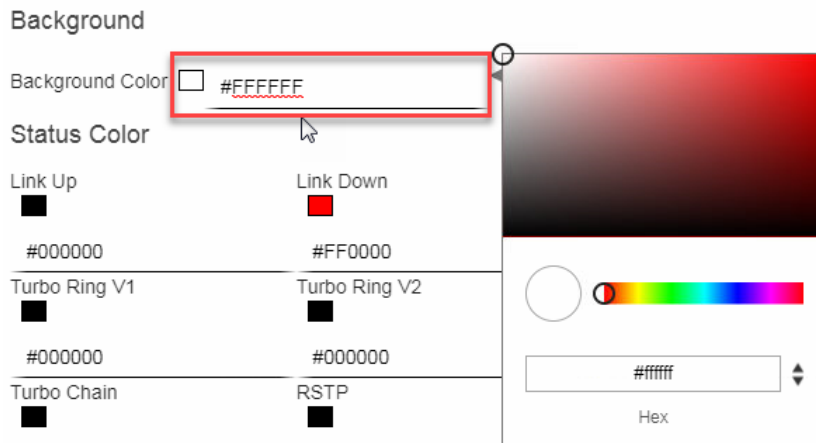 Background
Background Color #FFFFFF
Status Color
Link Up Link Down
#000000 #FF0000
Turbo Ring V1 Turbo Ring V2
#000000 #000000
#ffffff
Turbo Chain RSTP
Hex